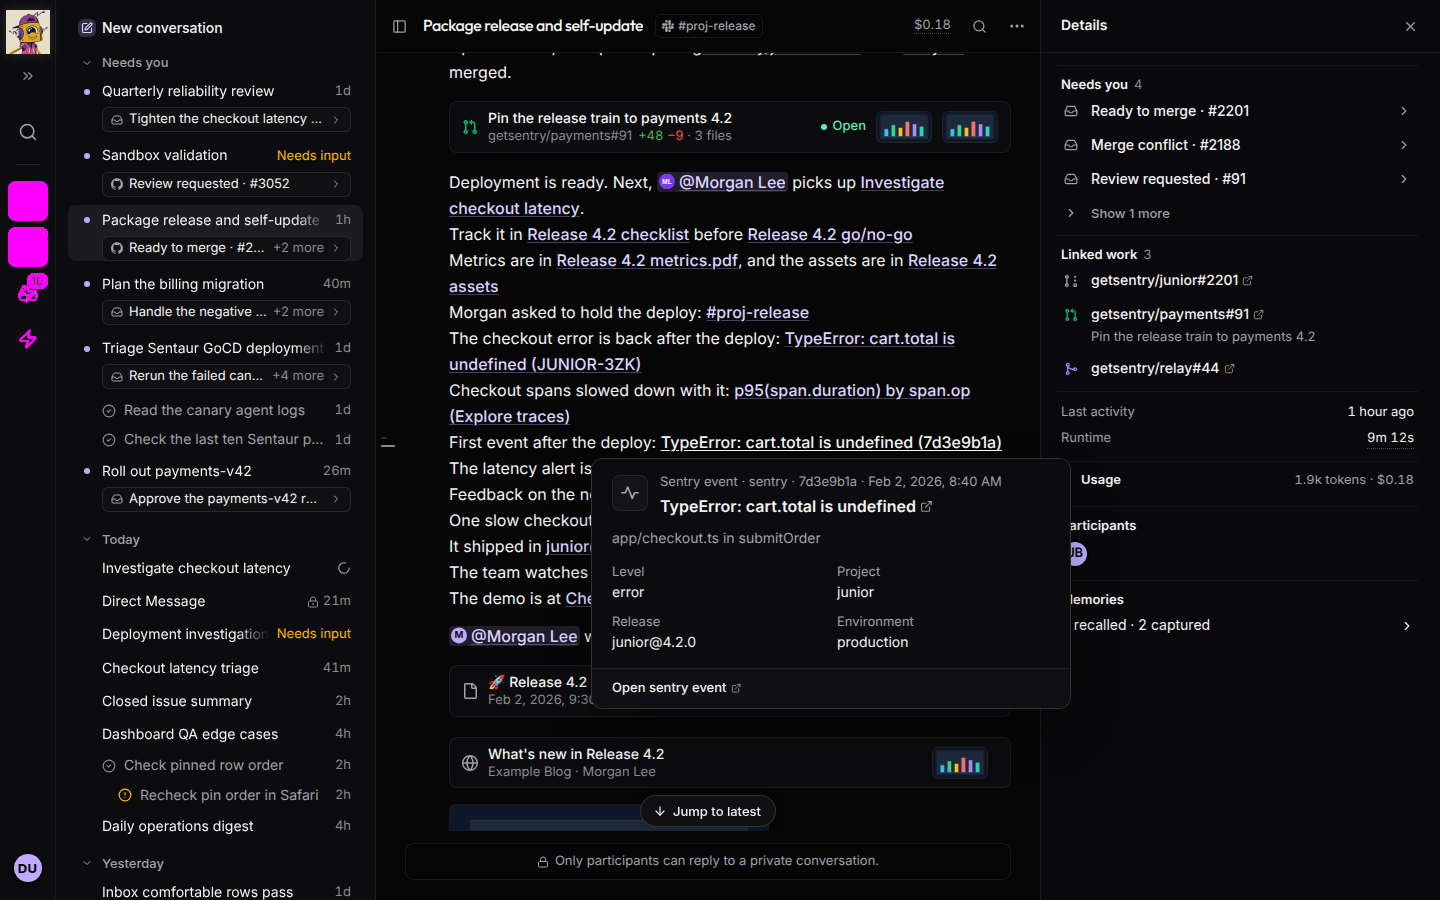 New conversation
Needs you
Quarterly reliability review 1d
Tighten the checkout latency ...
Sandbox validation Needs input
Review requested · #3052
Package release and self-update 1h
Ready to merge · #2... +2 more
Plan the billing migration 40m
Handle the negative ... +2 more
Triage Sentaur GoCD deployment 1d
Rerun the failed can... +4 more
Read the canary agent logs 1d
Check the last ten Sentaur p... 1d
Roll out payments-v42 26m
Approve the payments-v42 r...
Today
Investigate checkout latency
Direct Message 21m
Deployment investigation Needs input
Checkout latency triage 41m
Closed issue summary 2h
Dashboard QA edge cases 4h
Check pinned row order 2h
Recheck pin order in Safari 2h
Daily operations digest 4h
Yesterday
Inbox comfortable rows pass 1d
DU
Package release and self-update #proj-release $0.18
merged.
Pin the release train to payments 4.2
getsentry/payments#91 +48 −9 · 3 files
Open
Deployment is ready. Next, ML @Morgan Lee picks up Investigate
checkout latency.
Track it in Release 4.2 checklist before Release 4.2 go/no-go
Metrics are in Release 4.2 metrics.pdf, and the assets are in Release 4.2
assets
Morgan asked to hold the deploy: #proj-release
The checkout error is back after the deploy: TypeError: cart.total is
undefined (JUNIOR-3ZK)
Checkout spans slowed down with it: p95(span.duration) by span.op
(Explore traces)
First event after the deploy: TypeError: cart.total is undefined (7d3e9b1a)
The latency alert is
Feedback on the
One slow checkout
It shipped in junior
The team watches
The demo is at
M @Morgan Lee
🚀 Release 4.2
Feb 2, 2026,
Sentry event · sentry · 7d3e9b1a · Feb 2, 2026, 8:40 AM
TypeError: cart.total is undefined
app/checkout.ts in submitOrder
Level
error
Project
junior
Release
junior@4.2.0
Environment
production
Open sentry event
What's new in Release 4.2
Example Blog · Morgan Lee
Jump to latest
Only participants can reply to a private conversation.
Details
Needs you 4
Ready to merge · #2201
Merge conflict · #2188
Review requested · #91
Show 1 more
Linked work 3
getsentry/junior#2201
getsentry/payments#91
Pin the release train to payments 4.2
getsentry/relay#44
Last activity 1 hour ago
Runtime 9m 12s
Usage 1.9k tokens · $0.18
articipants
emories
recalled · 2 captured